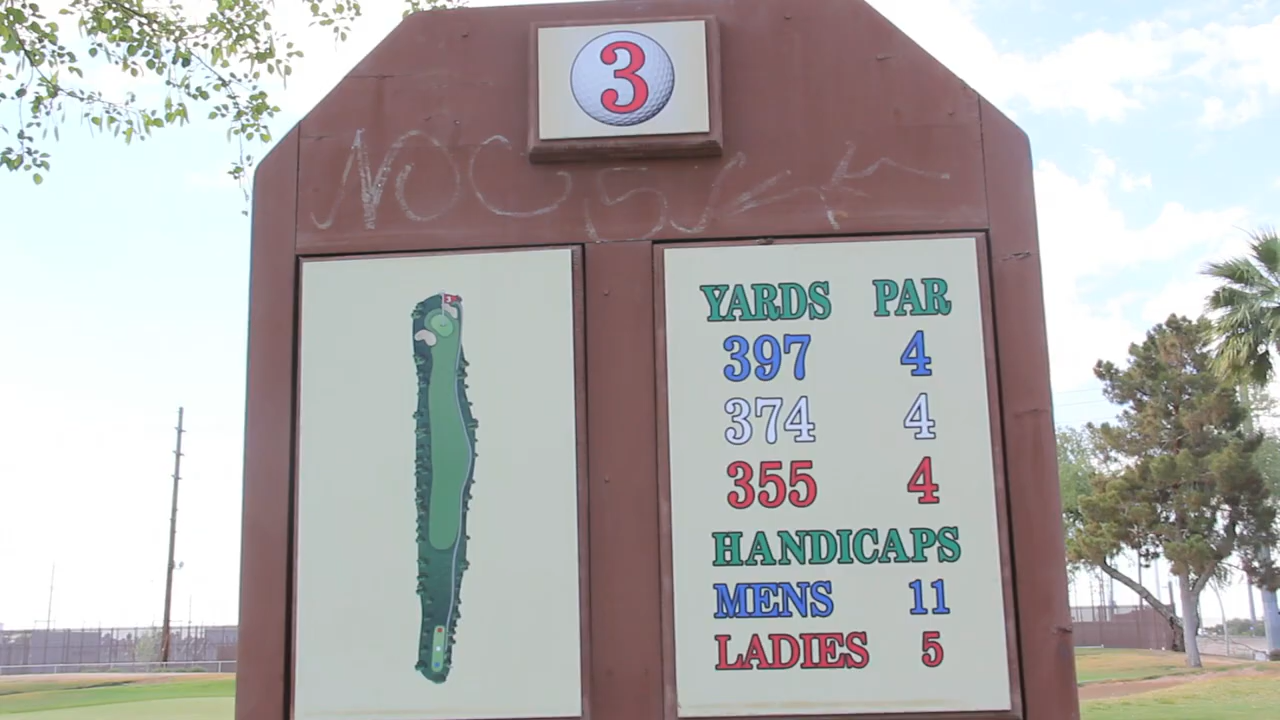 3
YARDS PAR
397 4
374 4
355 4
HANDICAPS
MENS 11
LADIES 5